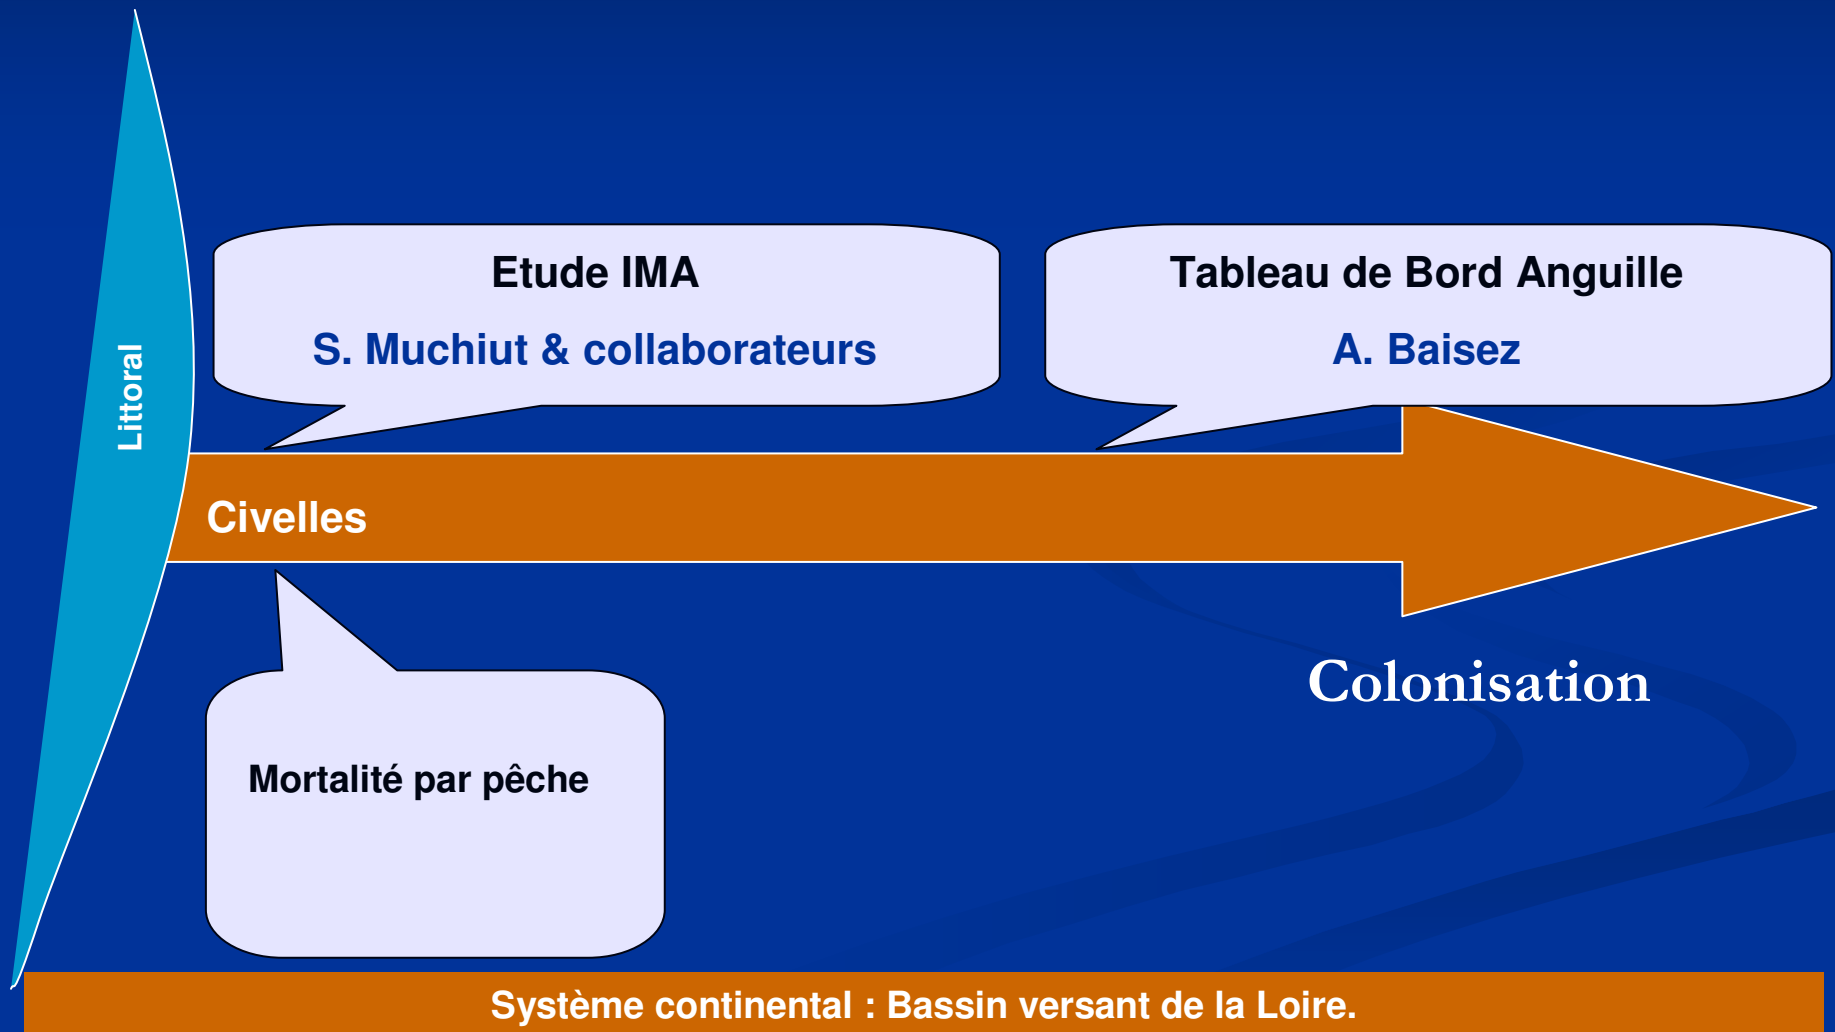 Etude IMA
S. Muchiut & collaborateurs
Tableau de Bord Anguille
A. Baisez
Littoral
Civelles
Colonisation
Mortalité par pêche
Système continental : Bassin versant de la Loire.